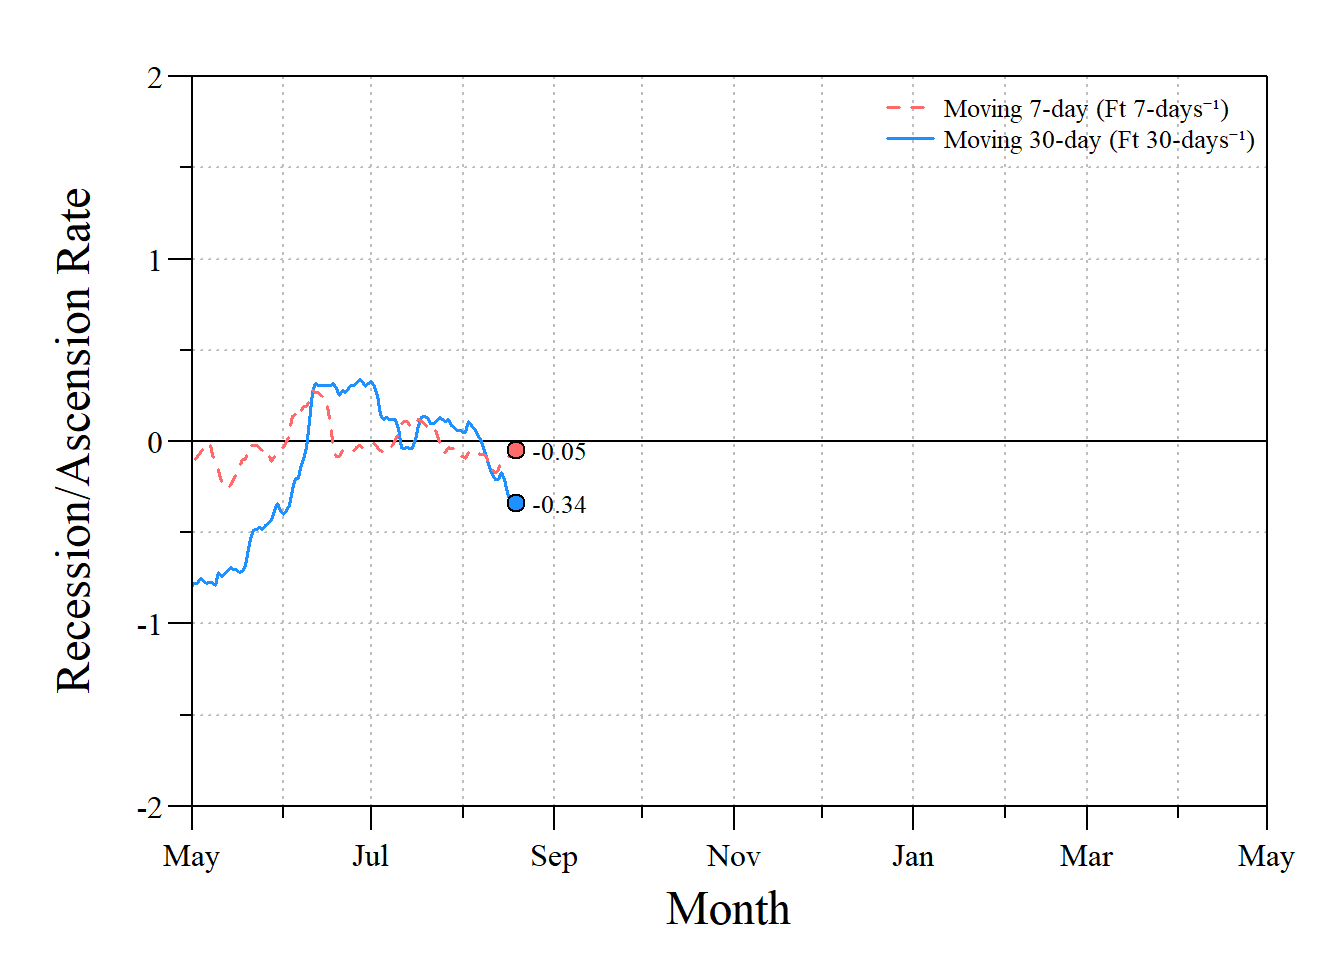 Recession/Ascension Rate
2
1
0
-1
-2
Moving 7-day (Ft 7-days⁻¹)
Moving 30-day (Ft 30-days⁻¹)
-0.05
-0.34
May Jul Sep Nov Jan Mar May
Month